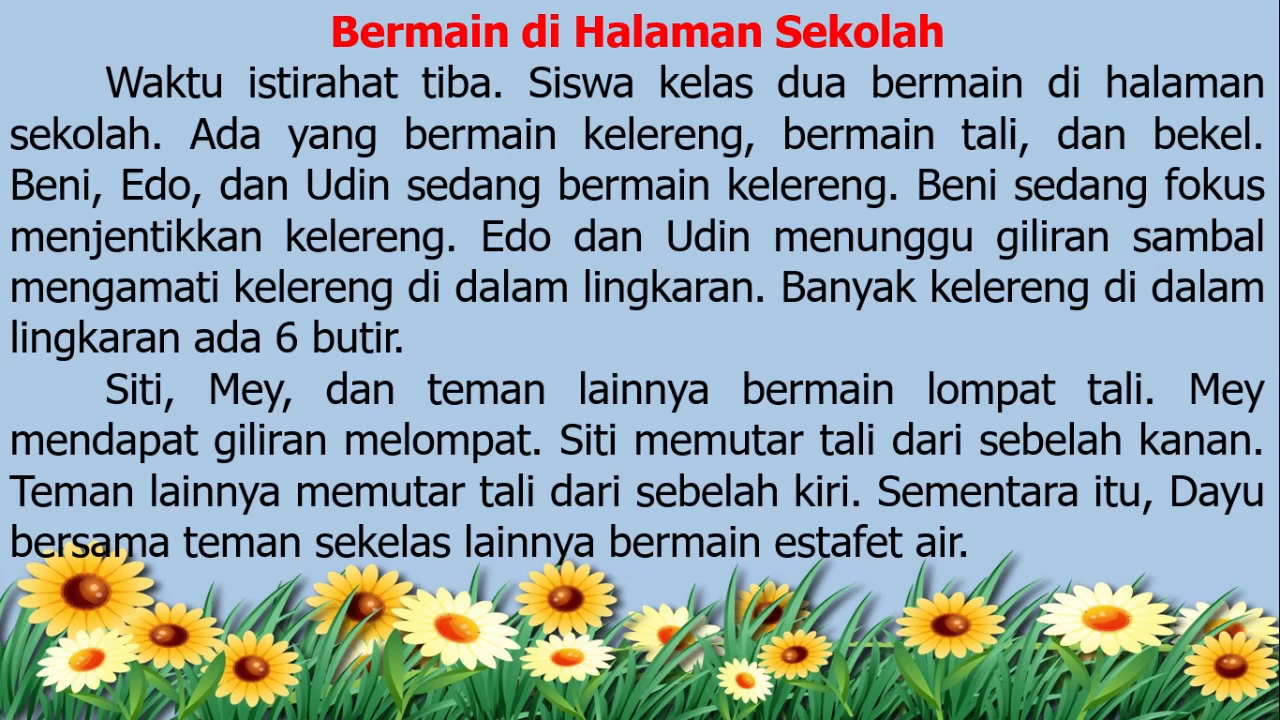 Bermain di Halaman Sekolah
Waktu istirahat tiba. Siswa kelas dua bermain di halaman
sekolah. Ada yang bermain kelereng, bermain tali, dan bekel.
Beni, Edo, dan Udin sedang bermain kelereng. Beni sedang fokus
menjentikkan kelereng. Edo dan Udin menunggu giliran sambal
mengamati kelereng di dalam lingkaran. Banyak kelereng di dalam
lingkaran ada 6 butir.
Siti, Mey, dan teman lainnya bermain lompat tali. Mey
mendapat giliran melompat. Siti memutar tali dari sebelah kanan.
Teman lainnya memutar tali dari sebelah kiri. Sementara itu, Dayu
bersama teman sekelas lainnya bermain estafet air.